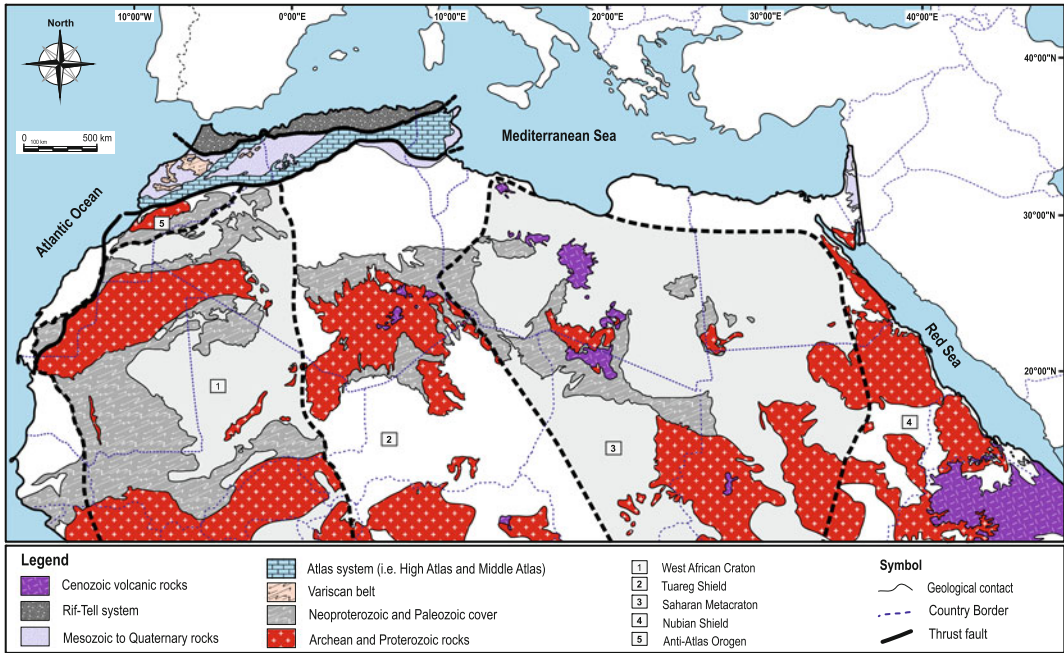 10°00"W
0°00"E
10°00"E
20°00"E
40°00"E
North
40°00"N
0 100 km 500 km
Mediterranean Sea
Atlantic Ocean
30°00"N
5
Red Sea
20°00"N
1
2
3
4
Legend
Cenozoic volcanic rocks
Rif-Tell system
Mesozoic to Quaternary rocks
Atlas system (i.e. High Atlas and Middle Atlas)
Variscan belt
Neoproterozoic and Paleozoic cover
Archean and Proterozoic rocks
1 West African Craton
2 Tuareg Shield
3 Saharan Metacraton
4 Nubian Shield
5 Anti-Atlas Orogen
Symbol
Geological contact
Country Border
Thrust fault